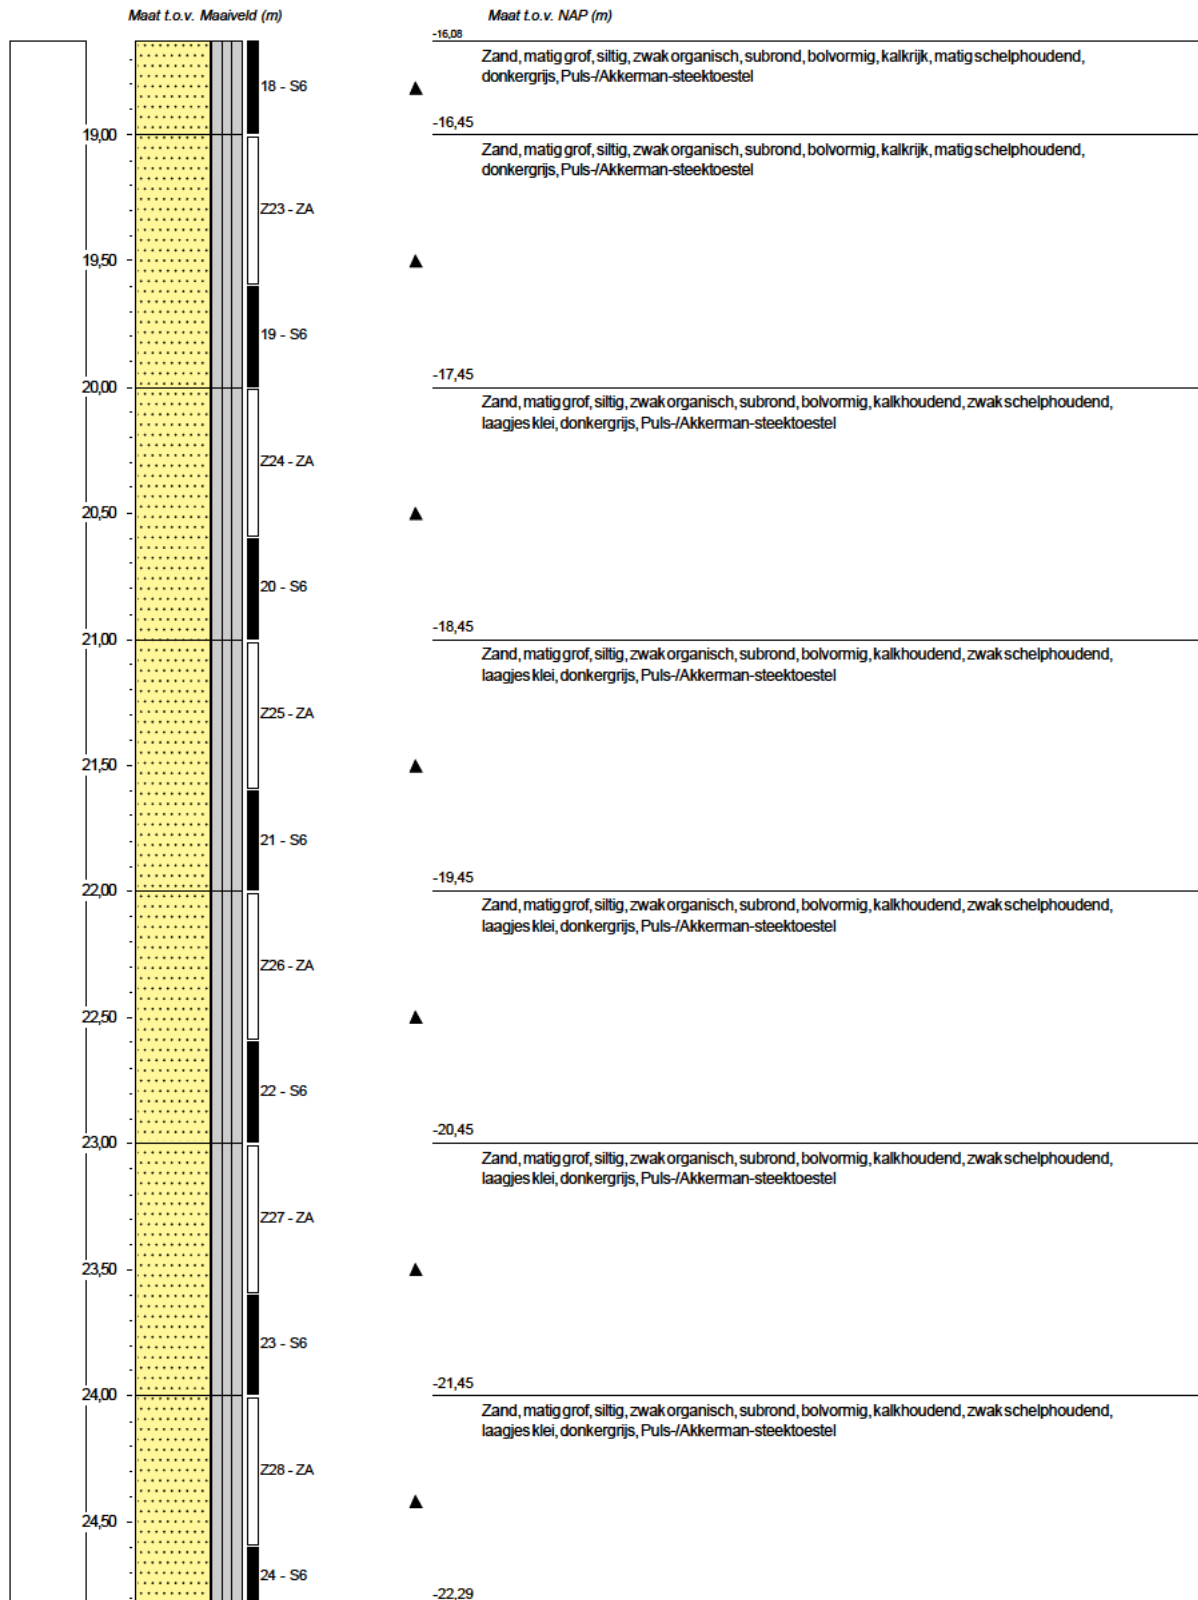 Maat t.o.v. Maaiveld (m)
Maat t.o.v. NAP (m)
-16,08
Zand, matig grof, siltig, zwak organisch, subrond, bolvormig, kalkrijk, matig schelphoudend,
donkergrijs, Puls-/Akkerman-steektoestel
18 - S6
19,00
-16,45
Zand, matig grof, siltig, zwak organisch, subrond, bolvormig, kalkrijk, matig schelphoudend,
donkergrijs, Puls-/Akkerman-steektoestel
Z23 - ZA
19,50
19 - S6
20,00
-17,45
Zand, matig grof, siltig, zwak organisch, subrond, bolvormig, kalkhoudend, zwak schelphoudend,
laagjes klei, donkergrijs, Puls-/Akkerman-steektoestel
Z24 - ZA
20,50
20 - S6
21,00
-18,45
Zand, matig grof, siltig, zwak organisch, subrond, bolvormig, kalkhoudend, zwak schelphoudend,
laagjes klei, donkergrijs, Puls-/Akkerman-steektoestel
Z25 - ZA
21,50
21 - S6
22,00
-19,45
Zand, matig grof, siltig, zwak organisch, subrond, bolvormig, kalkhoudend, zwak schelphoudend,
laagjes klei, donkergrijs, Puls-/Akkerman-steektoestel
Z26 - ZA
22,50
22 - S6
23,00
-20,45
Zand, matig grof, siltig, zwak organisch, subrond, bolvormig, kalkhoudend, zwak schelphoudend,
laagjes klei, donkergrijs, Puls-/Akkerman-steektoestel
Z27 - ZA
23,50
23 - S6
24,00
-21,45
Zand, matig grof, siltig, zwak organisch, subrond, bolvormig, kalkhoudend, zwak schelphoudend,
laagjes klei, donkergrijs, Puls-/Akkerman-steektoestel
Z28 - ZA
24,50
24 - S6
-22,29